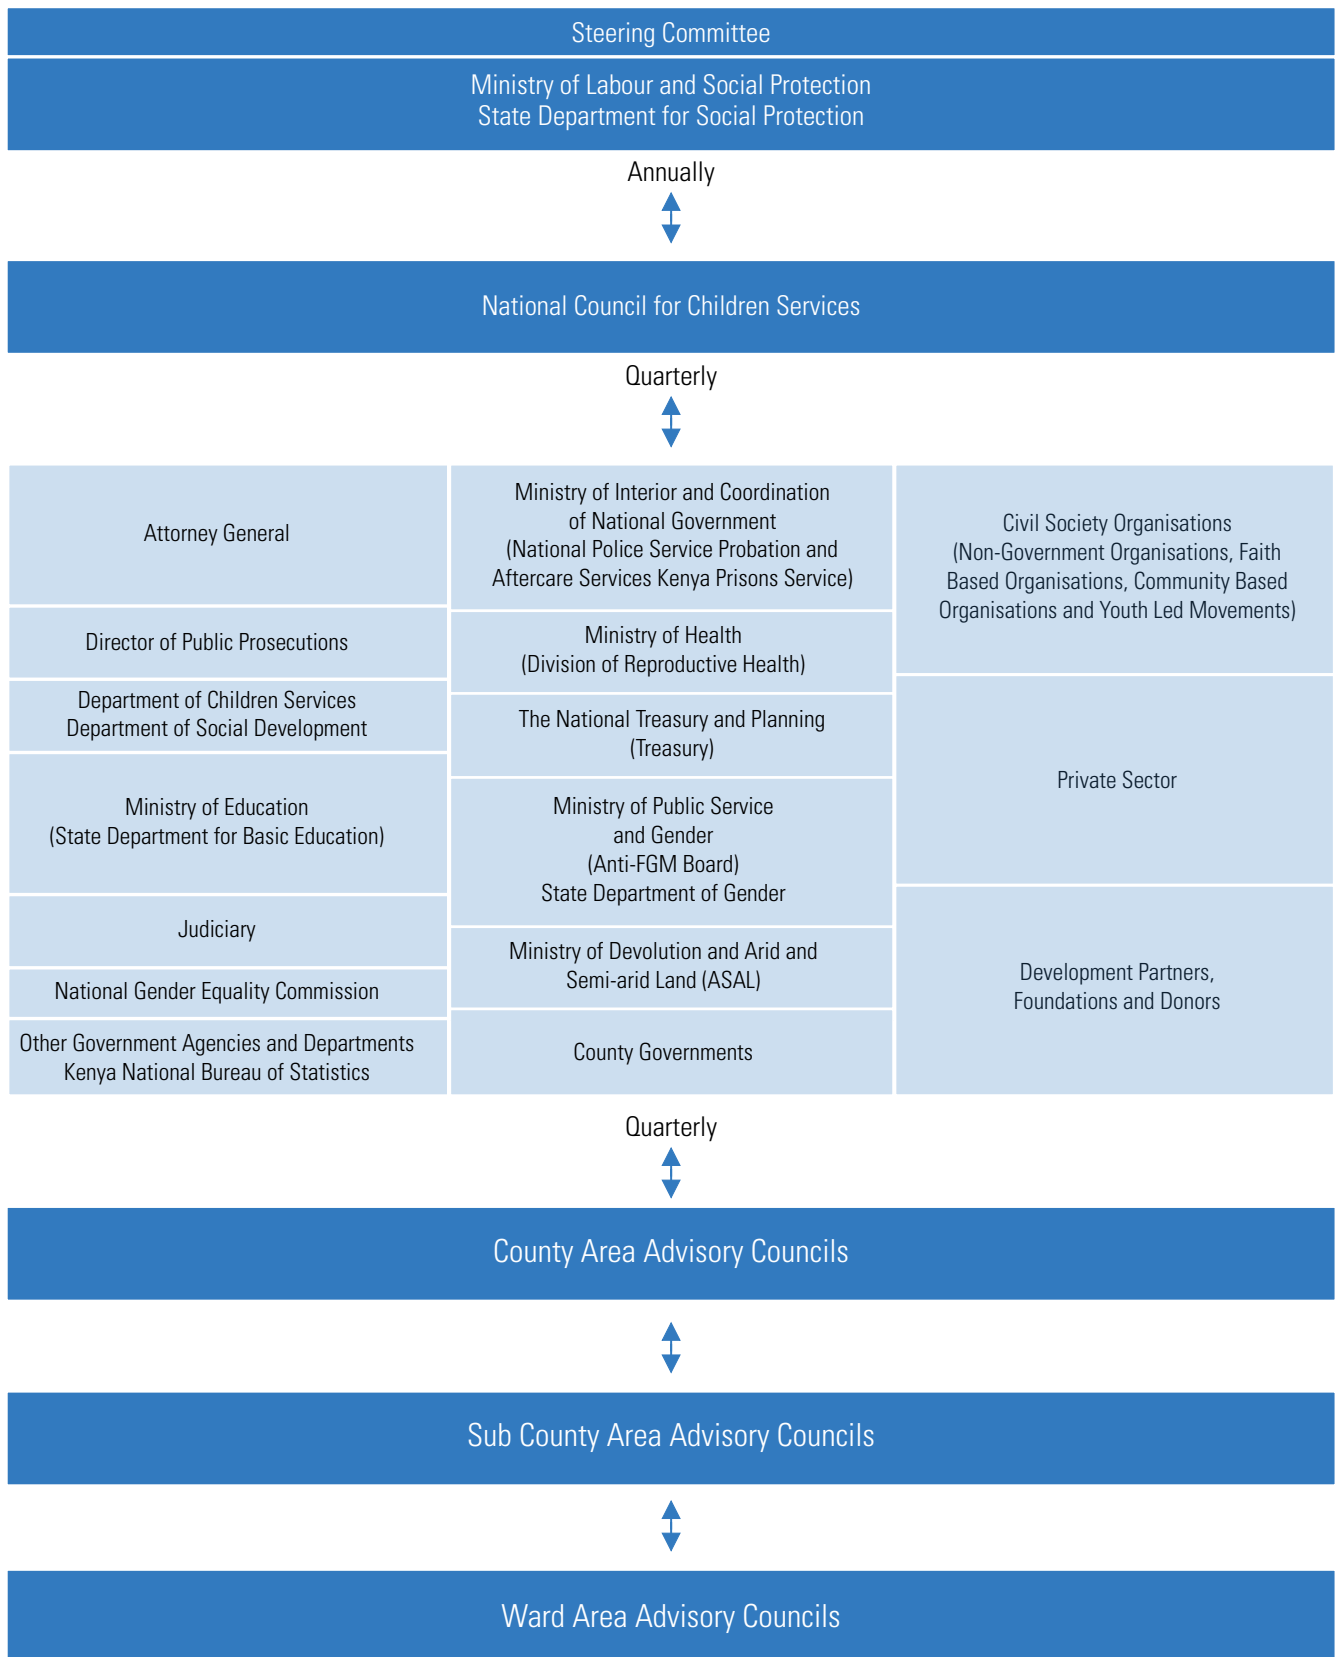 Steering Committee
Ministry of Labour and Social Protection
State Department for Social Protection
Annually
National Council for Children Services
Quarterly
Attorney General
Director of Public Prosecutions
Department of Children Services
Department of Social Development
Ministry of Education
(State Department for Basic Education)
Judiciary
National Gender Equality Commission
Other Government Agencies and Departments
Kenya National Bureau of Statistics
Ministry of Interior and Coordination
of National Government
(National Police Service Probation and
Aftercare Services Kenya Prisons Service)
Ministry of Health
(Division of Reproductive Health)
The National Treasury and Planning
(Treasury)
Ministry of Public Service
and Gender
(Anti-FGM Board)
State Department of Gender
Ministry of Devolution and Arid and
Semi-arid Land (ASAL)
County Governments
Civil Society Organisations
(Non-Government Organisations, Faith
Based Organisations, Community Based
Organisations and Youth Led Movements)
Private Sector
Development Partners,
Foundations and Donors
Quarterly
County Area Advisory Councils
Sub County Area Advisory Councils
Ward Area Advisory Councils